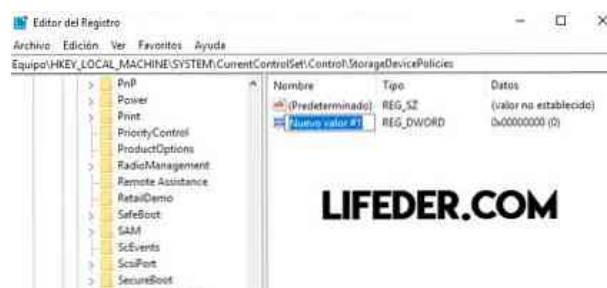 Editor del Registro
Archivo Edición Ver Favoritos Ayuda
Equipo\HKEY_LOCAL_MACHINE\SYSTEM\CurrentControlSet\Control\StorageDevicePolicies
PnP
Power
Print
PriorityControl
ProductOptions
RadioManagement
Remote Assistance
RetailDemo
SafeBoot
SAM
ScEvents
ScsiPort
SecureBoot
Nombre Tipo Datos
(Predeterminado) REG_SZ (valor no establecido)
Nuevo valor #1 REG_DWORD 0x00000000 (0)
LIFEDER.COM